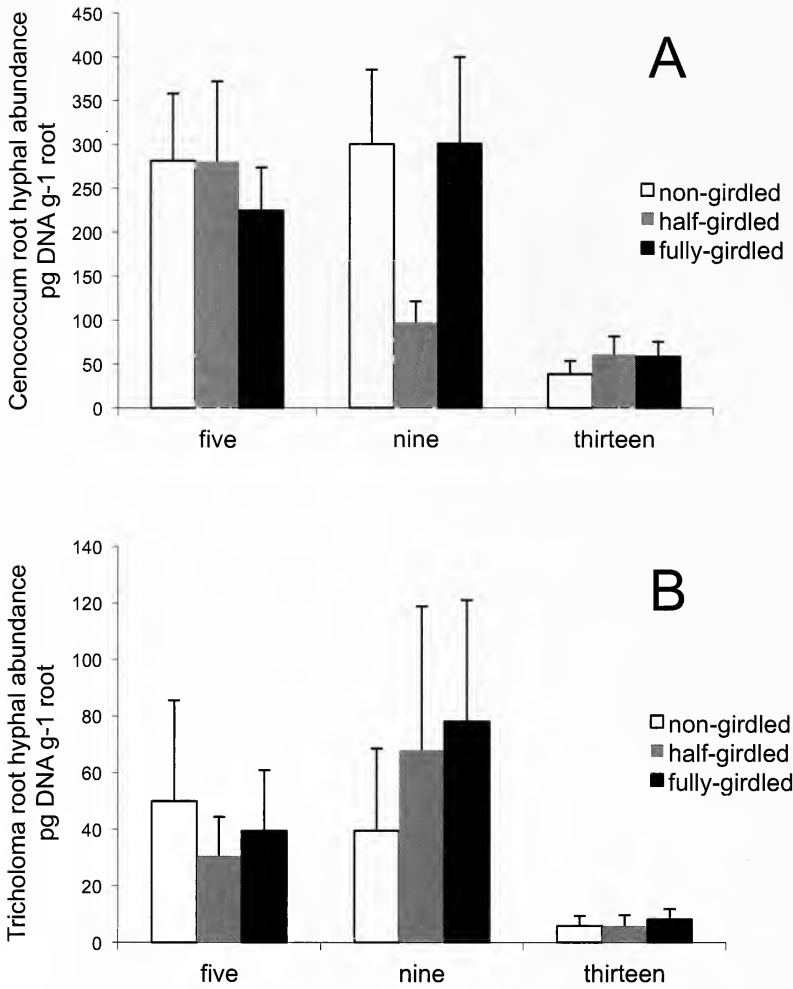 A
Cenococcum root hyphal abundance
pg DNA g-1 root
450
400
350
300
250
200
150
100
50
0
non-girdled
half-girdled
fully-girdled
five nine thirteen
B
Tricholoma root hyphal abundance
pg DNA g-1 root
140
120
100
80
60
40
20
0
non-girdled
half-girdled
fully-girdled
five nine thirteen